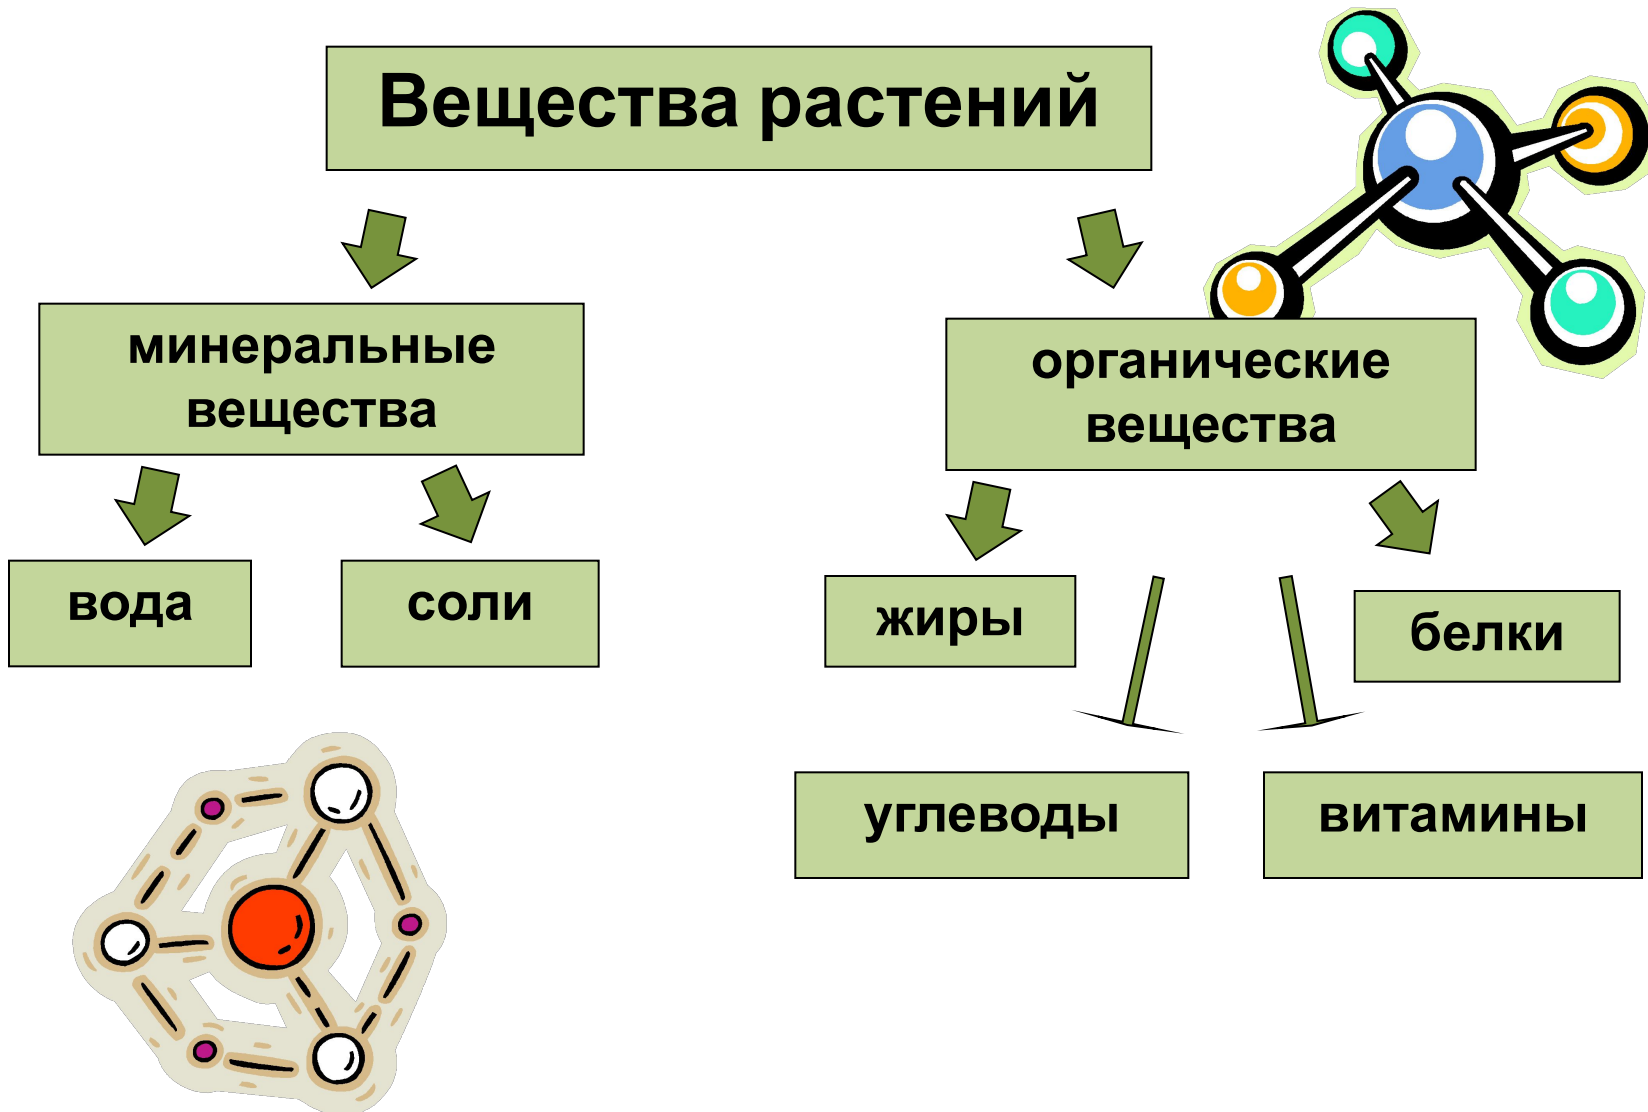 Вещества растений
минеральные
вещества
органические
вещества
вода
соли
жиры
белки
углеводы
витамины